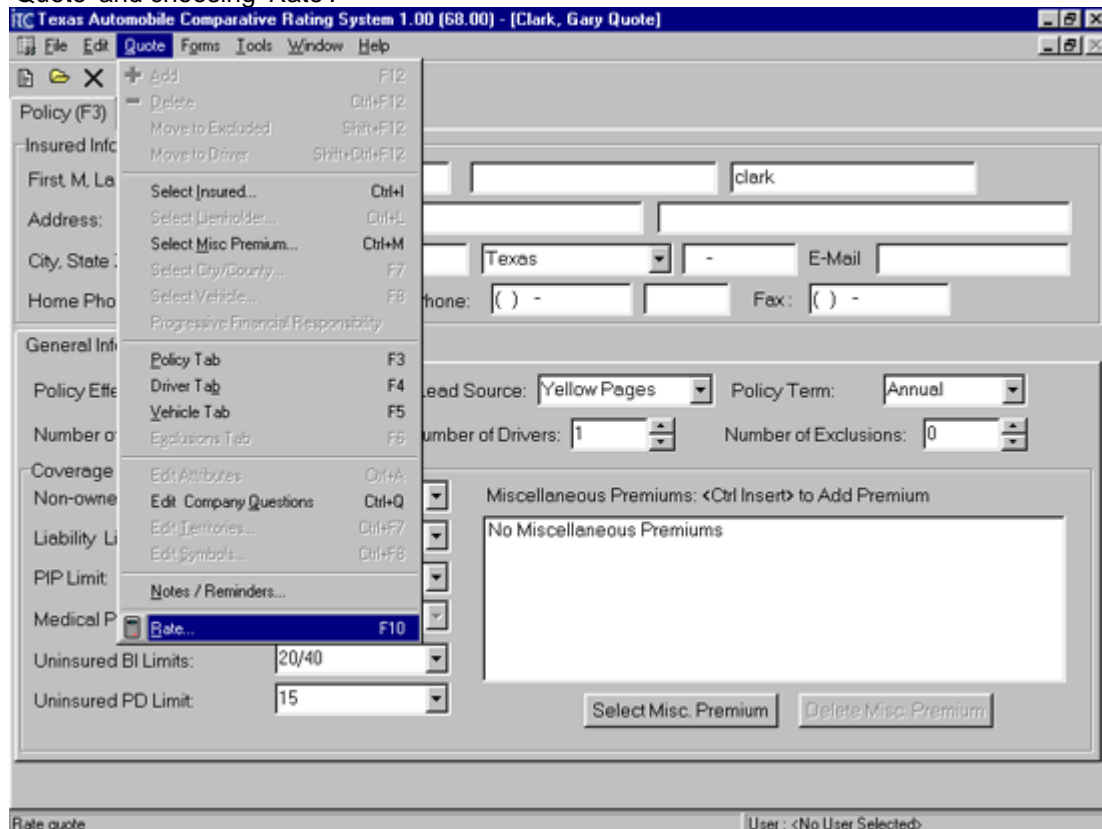 'Quote' and choosing 'Rate'.
ITC Texas Automobile Comparative Rating System 1.00 (68.00) - [Clark, Gary Quote]
File Edit Quote Forms Tools Window Help
Add F12
Policy (F3) Delete Ctrl+F12
Move to Excluded Shift+F12
Insured Info
Move to Driver Shift+Ctrl+F12
First, M, La clark
Select Insured... Ctrl+I
Address: Select Lienholder... Ctrl+L
Select Misc Premium... Ctrl+M
City, State Texas - E-Mail
Select City/County... F7
Home Pho Select Vehicle... F8 hone: ( ) - Fax: ( ) -
Progressive Financial Responsibility
General Inf
Policy Tab F3
Policy Effe Driver Tab F4 ead Source: Yellow Pages Policy Term: Annual
Vehicle Tab F5
Number o Exclusions Tab F6 umber of Drivers: 1 Number of Exclusions: 0
Coverage Edit Attributes Ctrl+A
Non-owne Edit Company Questions Ctrl+Q Miscellaneous Premiums: <Ctrl Insert> to Add Premium
Liability Li Edit Territories... Ctrl+F7 No Miscellaneous Premiums
Edit Symbols... Ctrl+F8
PIP Limit: Notes / Reminders...
Medical P Rate... F10
Uninsured BI Limits: 20/40
Uninsured PD Limit: 15
Select Misc. Premium Delete Misc. Premium
Rate quote User : <No User Selected>